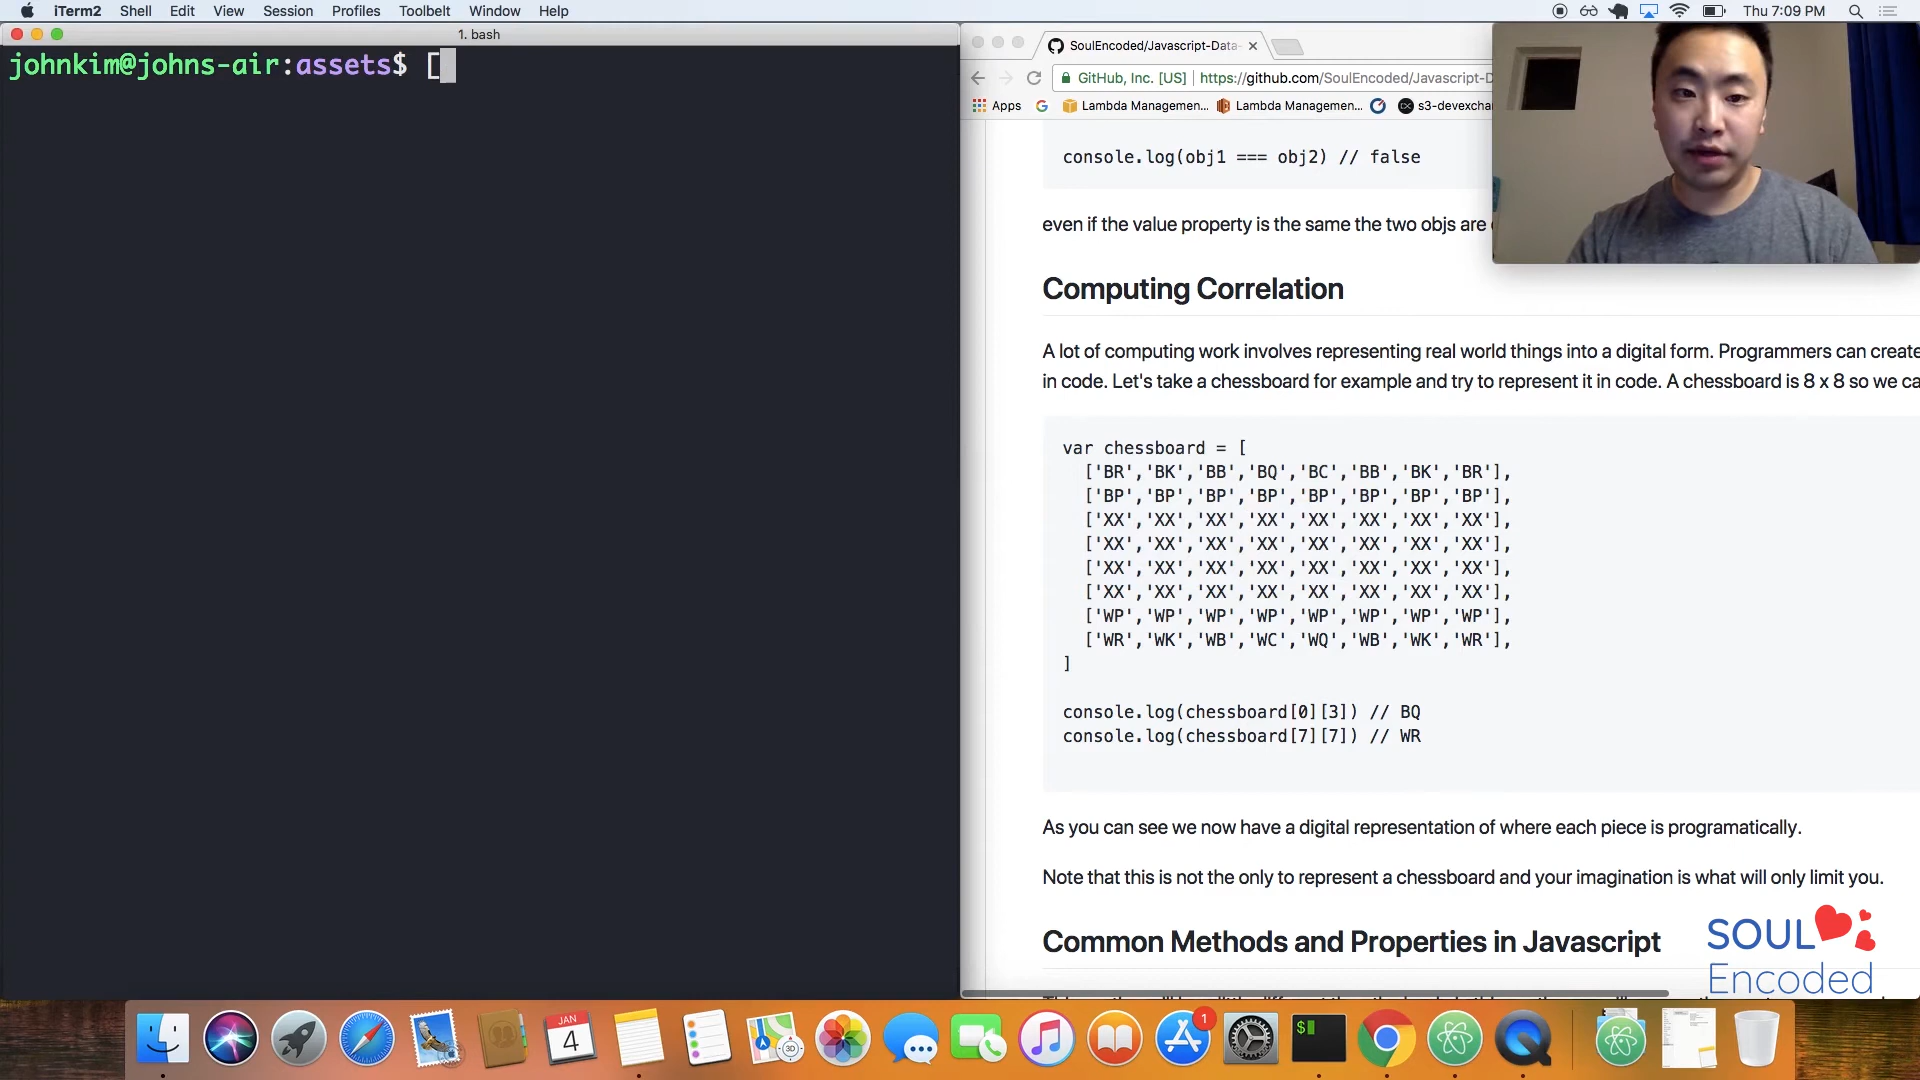 iTerm2 Shell Edit View Session Profiles Toolbelt Window Help
Thu 7:09 PM
1. bash
johnkim@johns-air:assets$ [
SoulEncoded/Javascript-Data-
GitHub, Inc. [US] | https://github.com/SoulEncoded/Javascript-D
Apps Lambda Managemen... Lambda Managemen... s3-devexchan
console.log(obj1 === obj2) // false
even if the value property is the same the two objs are
Computing Correlation
A lot of computing work involves representing real world things into a digital form. Programmers can create
in code. Let's take a chessboard for example and try to represent it in code. A chessboard is 8 x 8 so we ca
var chessboard = [
['BR','BK','BB','BQ','BC','BB','BK','BR'],
['BP','BP','BP','BP','BP','BP','BP','BP'],
['XX','XX','XX','XX','XX','XX','XX','XX'],
['XX','XX','XX','XX','XX','XX','XX','XX'],
['XX','XX','XX','XX','XX','XX','XX','XX'],
['XX','XX','XX','XX','XX','XX','XX','XX'],
['WP','WP','WP','WP','WP','WP','WP','WP'],
['WR','WK','WB','WC','WQ','WB','WK','WR'],
]
console.log(chessboard[0][3]) // BQ
console.log(chessboard[7][7]) // WR
As you can see we now have a digital representation of where each piece is programatically.
Note that this is not the only to represent a chessboard and your imagination is what will only limit you.
Common Methods and Properties in Javascript
SOUL
Encoded
JAN
4
3D
1
$